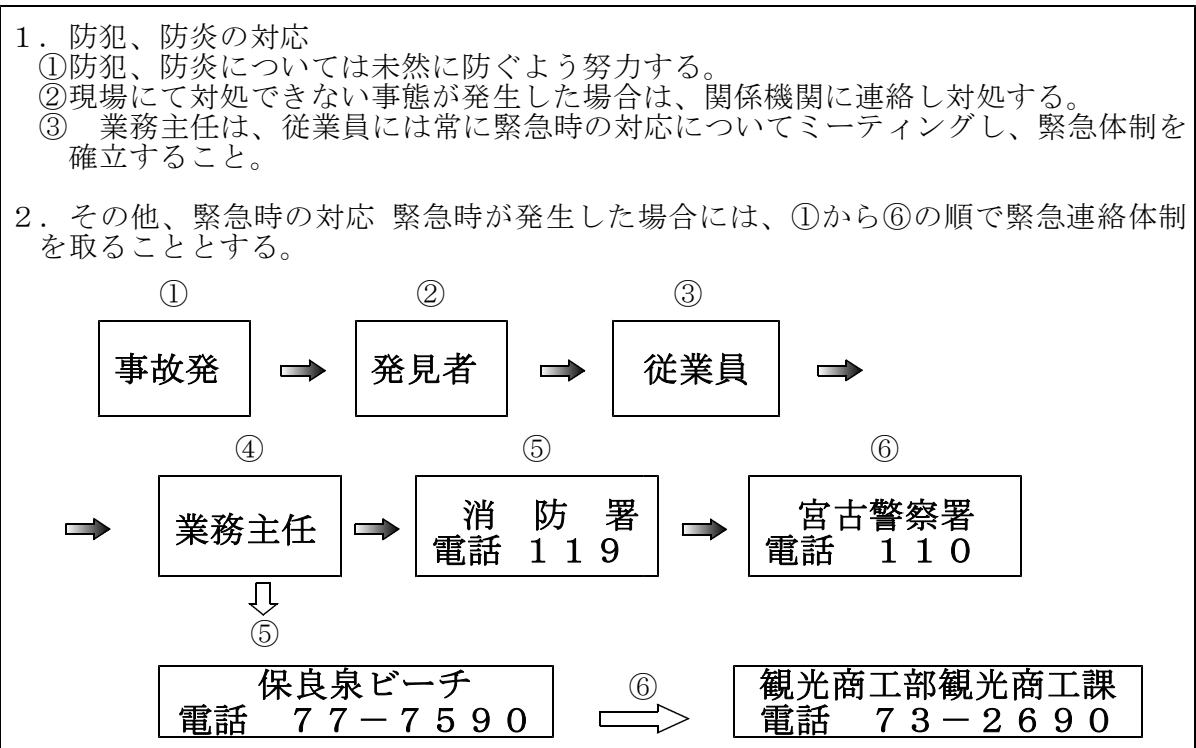 １．防犯、防炎の対応
①防犯、防炎については未然に防ぐよう努力する。
②現場にて対処できない事態が発生した場合は、関係機関に連絡し対処する。
③　業務主任は、従業員には常に緊急時の対応についてミーティングし、緊急体制を
確立すること。
２．その他、緊急時の対応 緊急時が発生した場合には、①から⑥の順で緊急連絡体制
を取ることとする。
① ② ③
事故発 ⇨ 発見者 ⇨ 従業員 ⇨
④ ⑤ ⑥
⇨ 業務主任 ⇨ 消　防　署 ⇨ 宮古警察署
電話　１１９ 電話　１１０
⑤
保良泉ビーチ ⑥ 観光商工部観光商工課
電話　７７－７５９０ ⇨ 電話　７３－２６９０